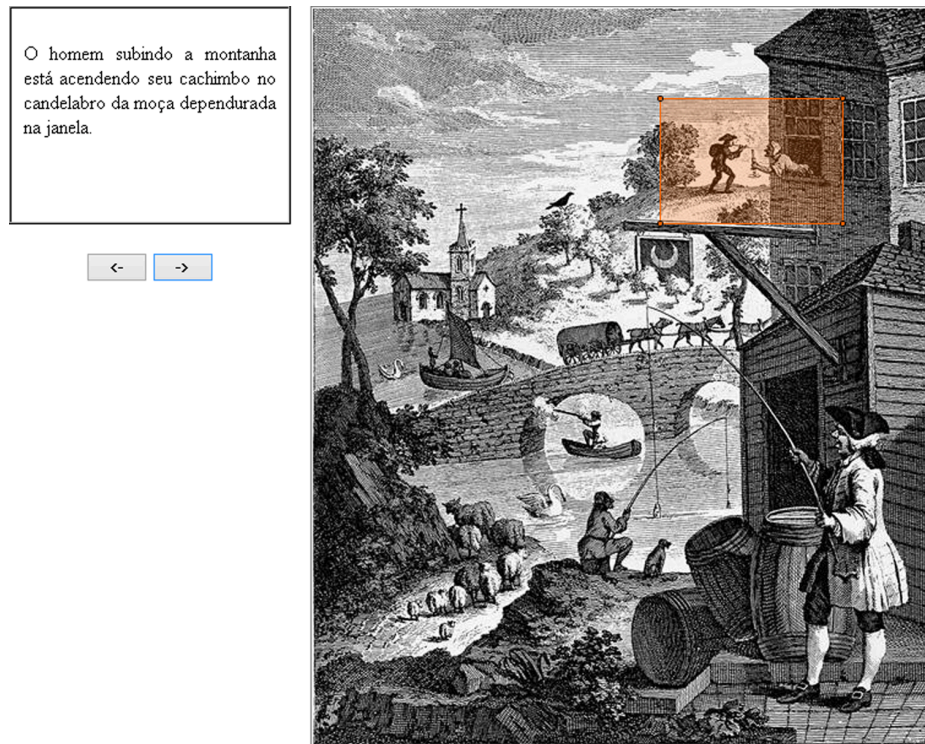 O homem subindo a montanha
está acendendo seu cachimbo no
candelabro da moça dependurada
na janela.
<- ->